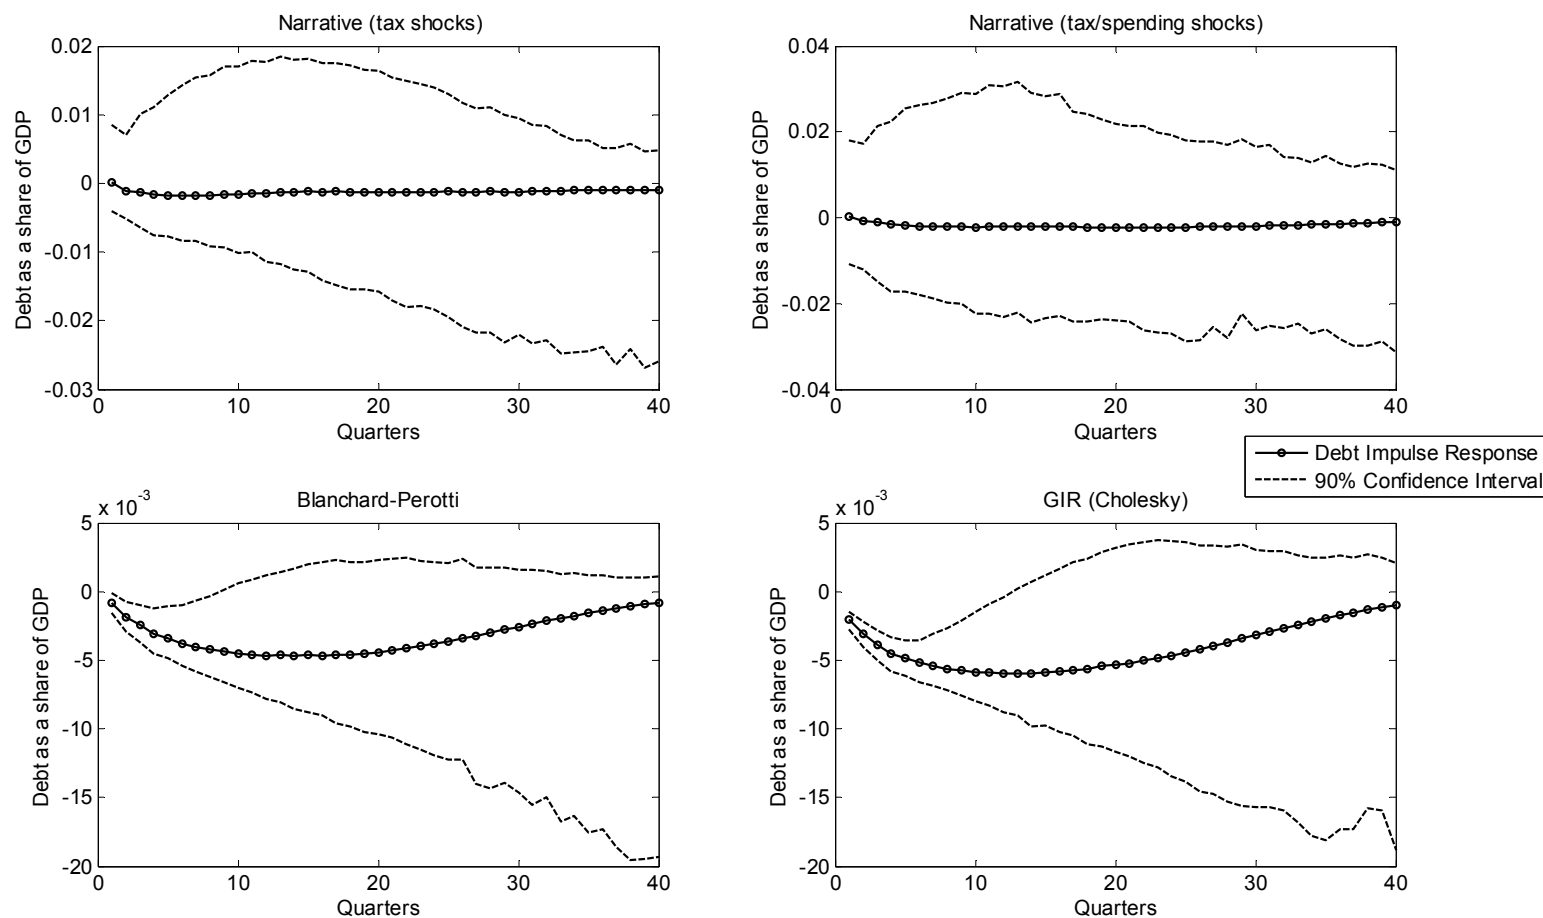 Narrative (tax shocks)
0.02
0.01
0
-0.01
-0.02
-0.03
Debt as a share of GDP
0 10 20 30 40
Quarters
Narrative (tax/spending shocks)
0.04
0.02
0
-0.02
-0.04
Debt as a share of GDP
0 10 20 30 40
Quarters
Debt Impulse Response
90% Confidence Interval
x 10-3
Blanchard-Perotti
5
0
-5
-10
-15
-20
Debt as a share of GDP
0 10 20 30 40
Quarters
x 10-3
GIR (Cholesky)
5
0
-5
-10
-15
-20
Debt as a share of GDP
0 10 20 30 40
Quarters